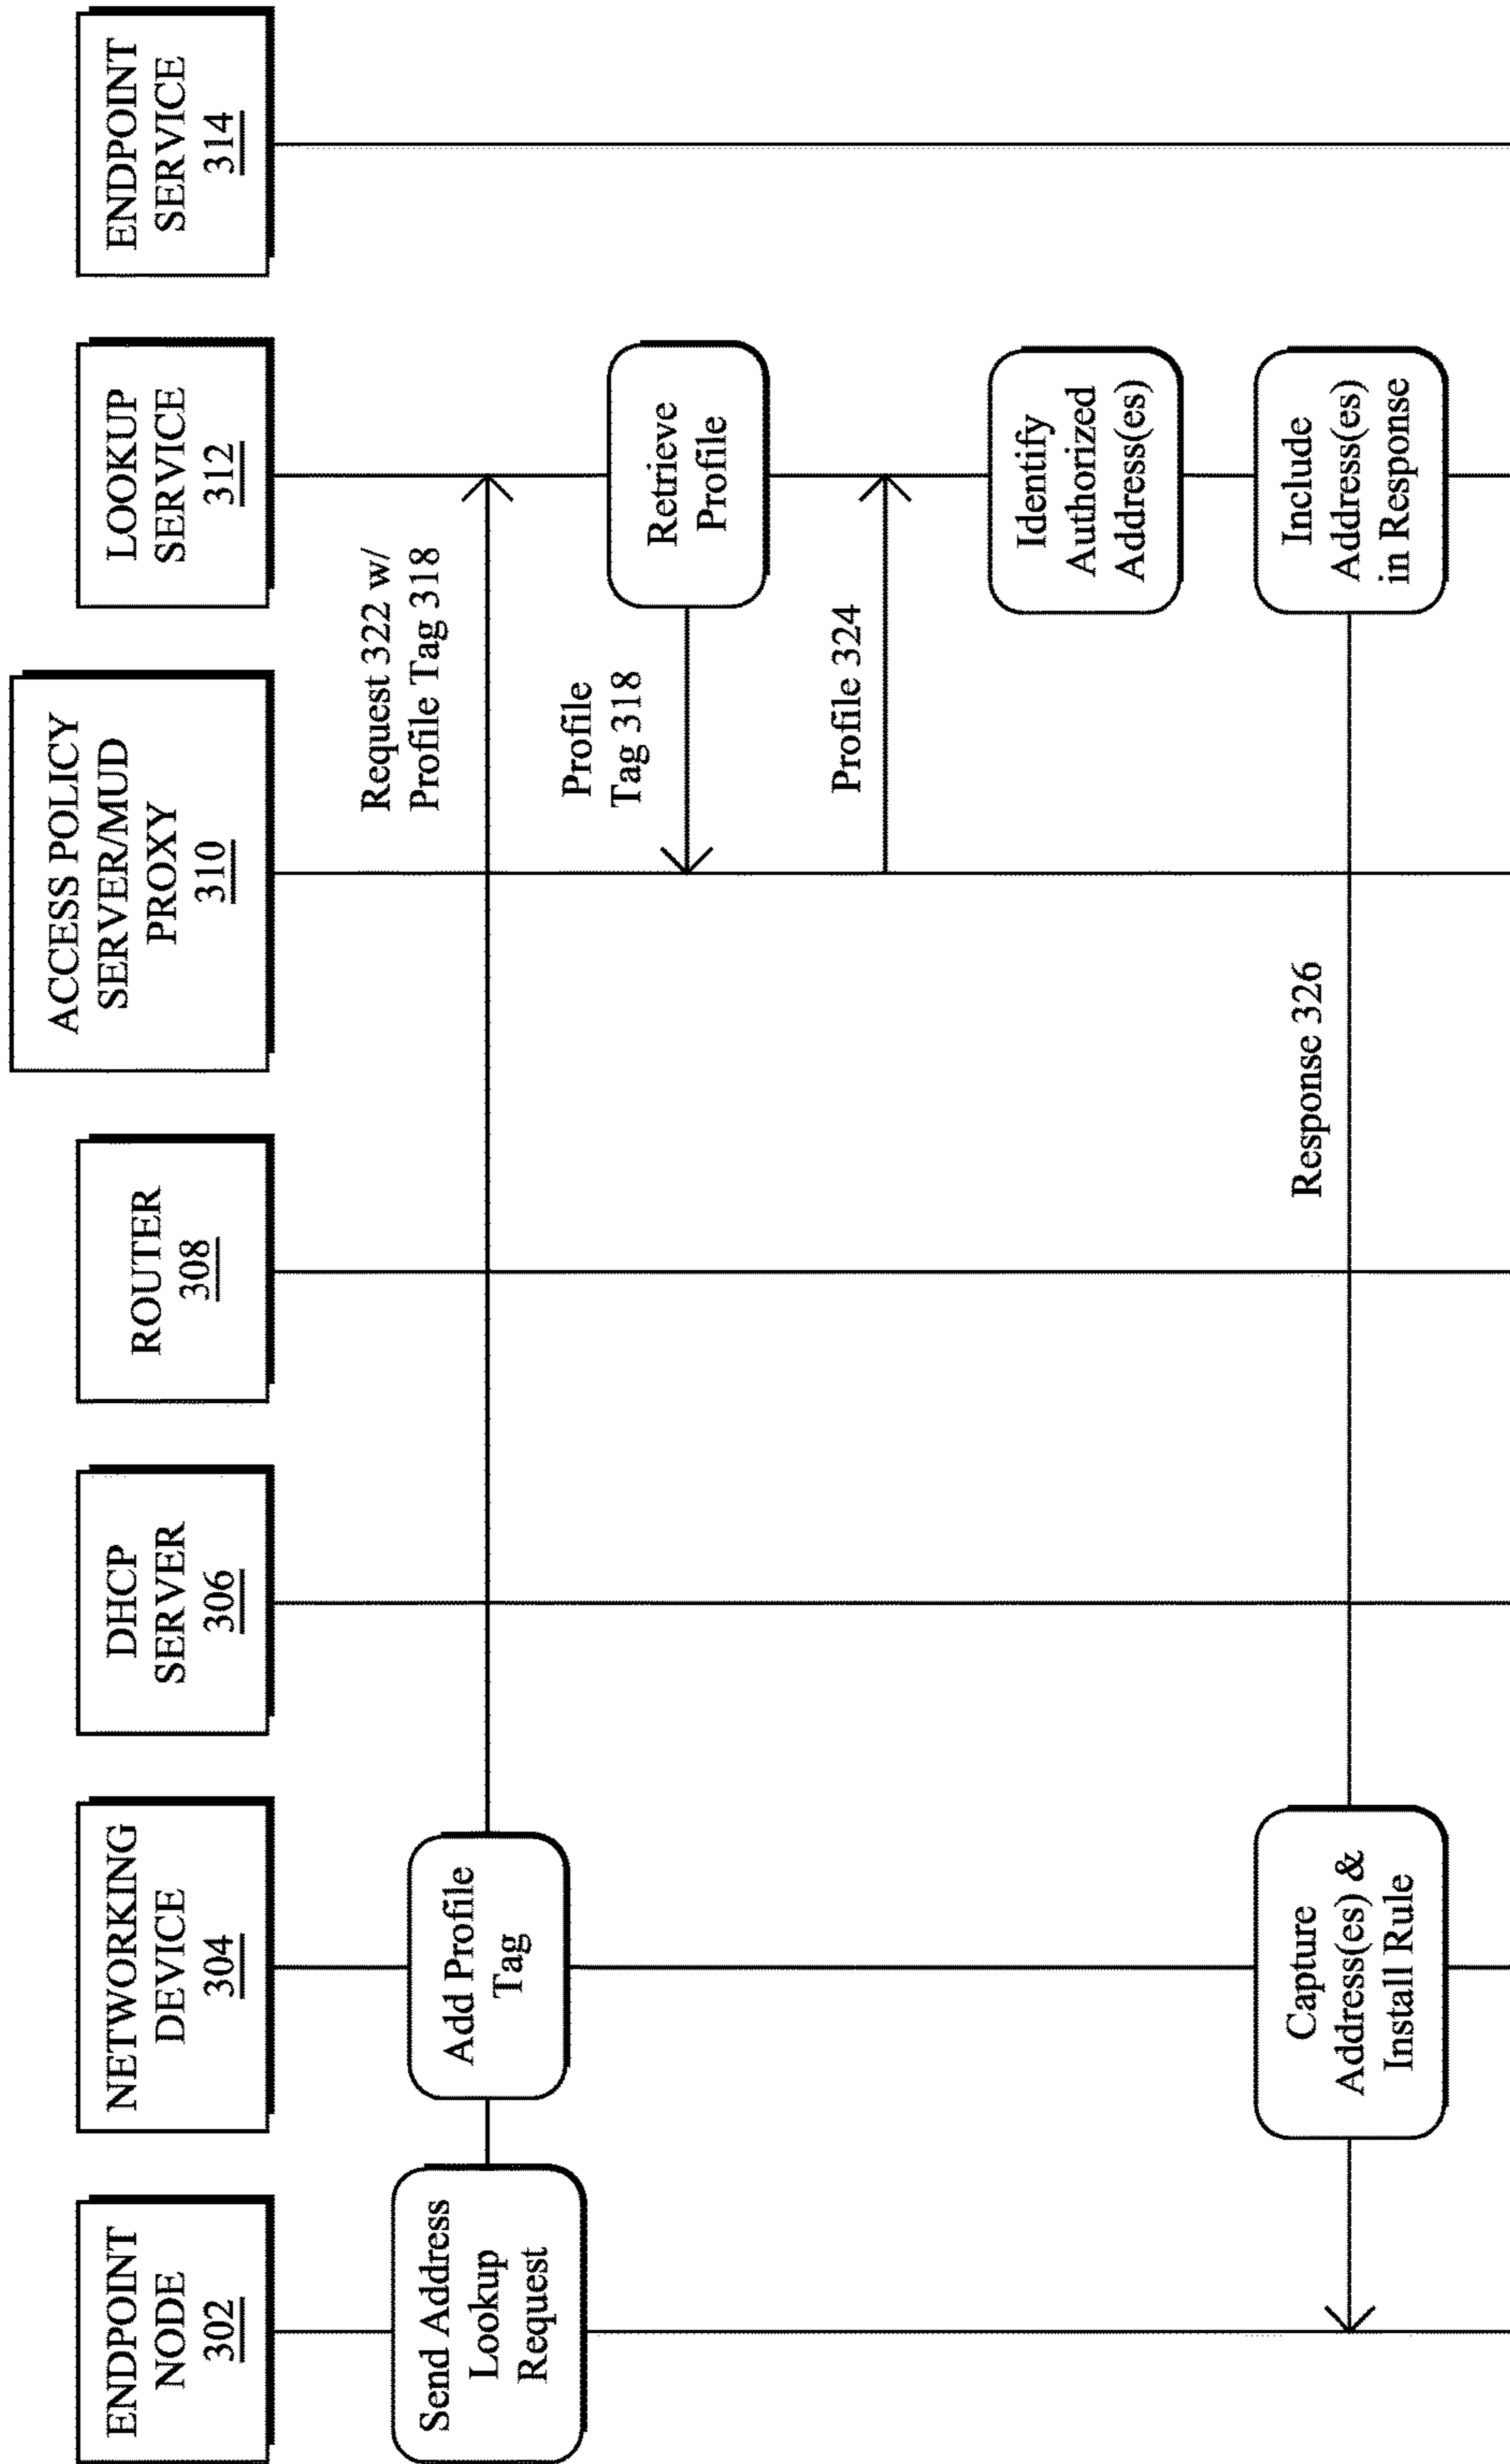 ENDPOINT
NODE
302
NETWORKING
DEVICE
304
DHCP
SERVER
306
ROUTER
308
ACCESS POLICY
SERVER/MUD
PROXY
310
LOOKUP
SERVICE
312
ENDPOINT
SERVICE
314
Send Address
Lookup
Request
Add Profile
Tag
Request 322 w/
Profile Tag 318
Retrieve
Profile
Profile
Tag 318
Profile 324
Identify
Authorized
Address(es)
Include
Address(es)
in Response
Response 326
Capture
Address(es) &
Install Rule